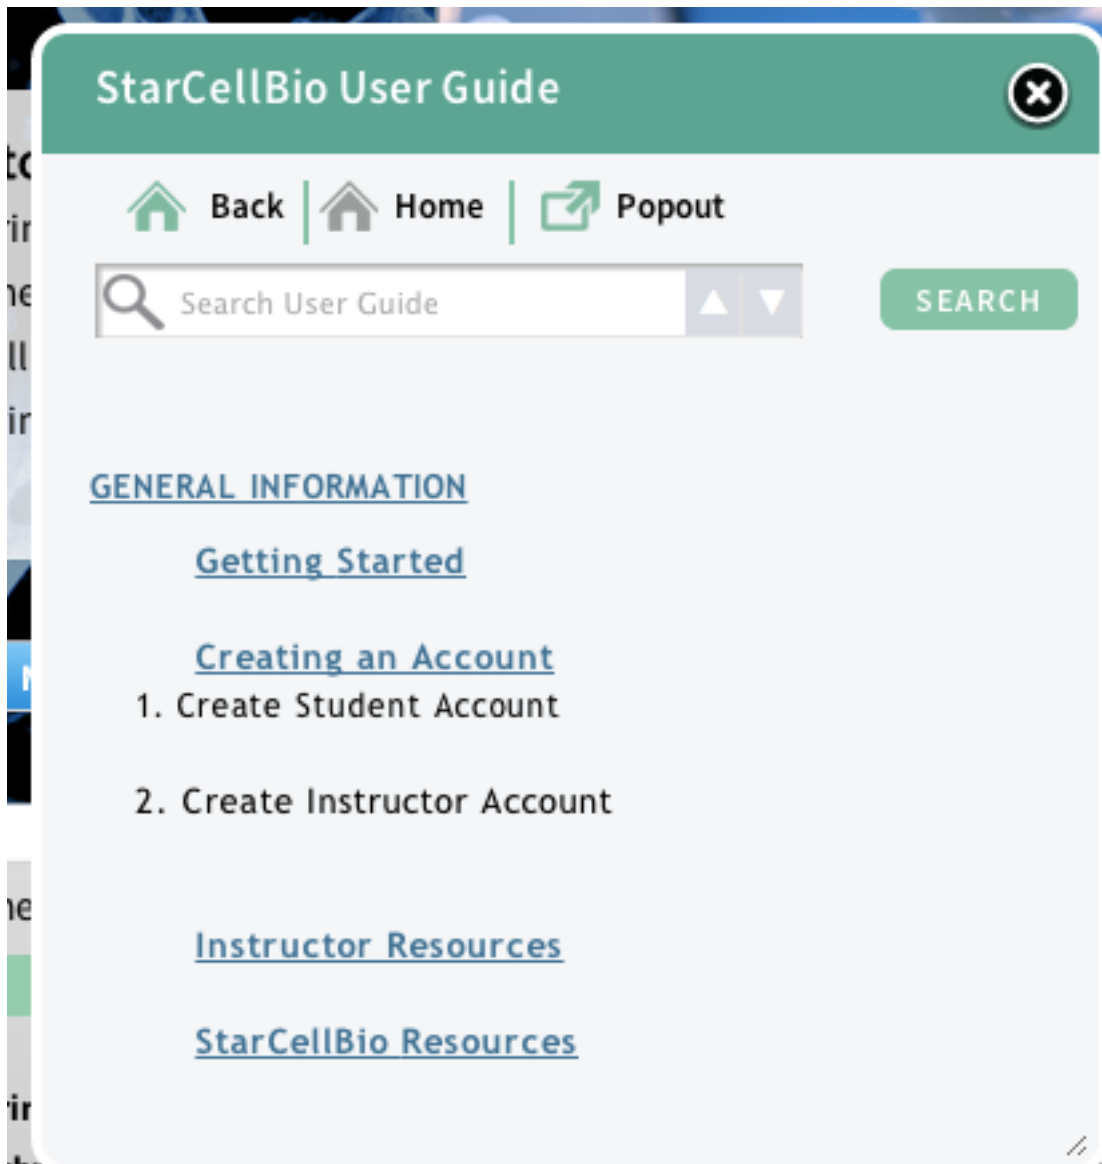 StarCellBio User Guide
Back Home Popout
Search User Guide SEARCH
GENERAL INFORMATION
Getting Started
Creating an Account
1. Create Student Account
2. Create Instructor Account
Instructor Resources
StarCellBio Resources